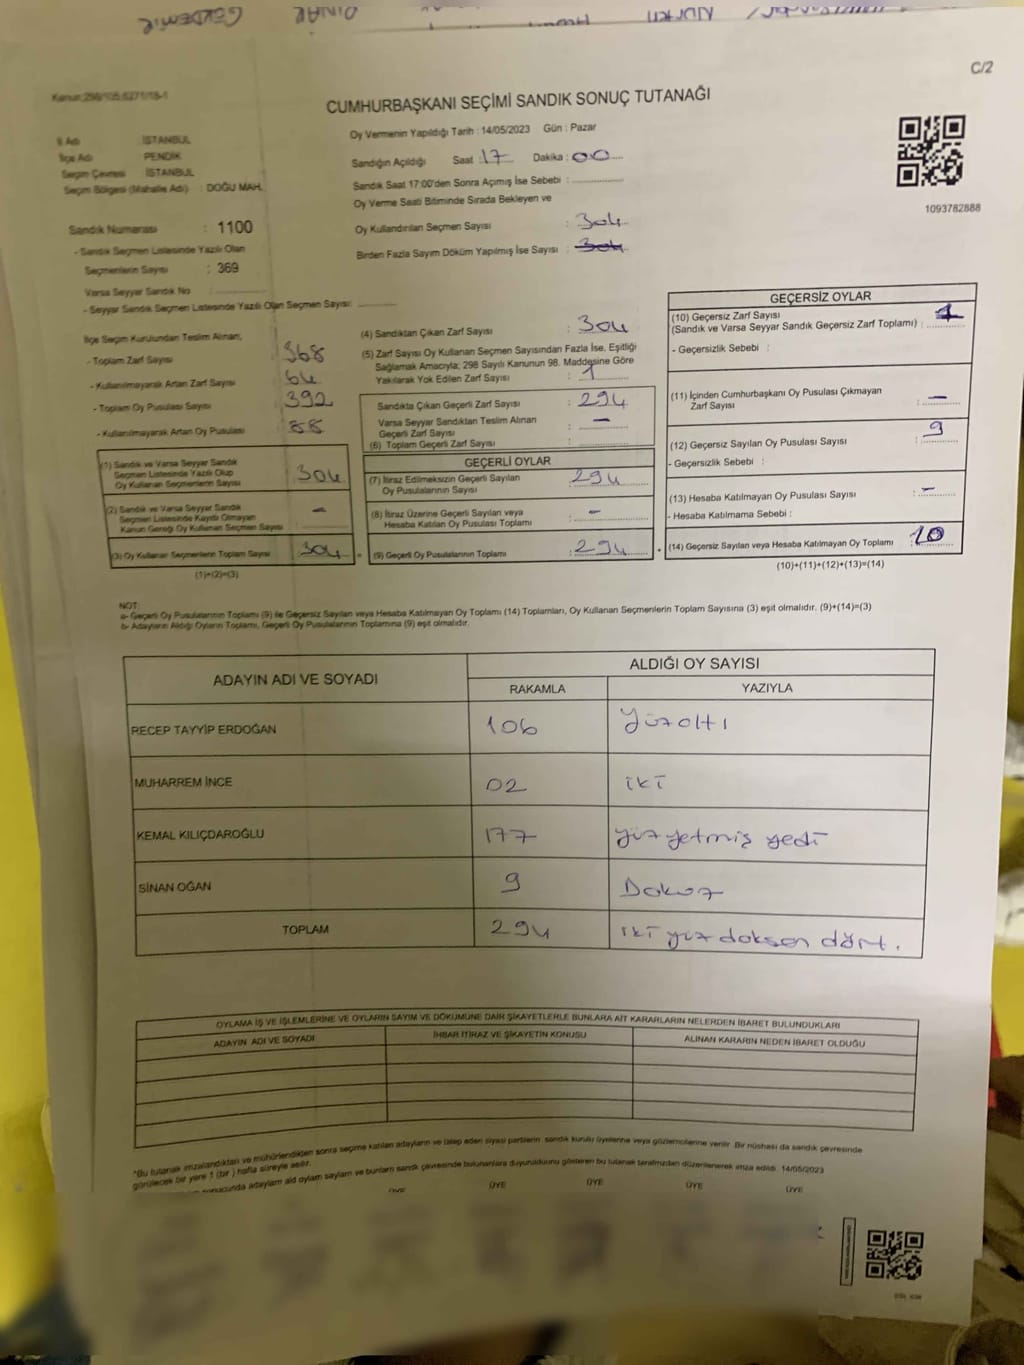 GÖKDEMİR
PINAR
C/2
Kanun:298/105;6271/18-1
CUMHURBAŞKANI SEÇİMİ SANDIK SONUÇ TUTANAĞI
İl Adı : İSTANBUL
İlçe Adı : PENDİK
Seçim Çevresi : İSTANBUL
Seçim Bölgesi (Mahalle Adı) : DOĞU MAH.
Oy Vermenin Yapıldığı Tarih : 14/05/2023 Gün : Pazar
Sandığın Açıldığı Saat : 17 Dakika : 00
Sandık Saat 17:00'den Sonra Açımış İse Sebebi :
Oy Verme Saati Bitiminde Sırada Bekleyen ve
Oy Kullandırılan Seçmen Sayısı : 304
Birden Fazla Sayım Döküm Yapılmış İse Sayısı : 304
1093782888
Sandık Numarası : 1100
- Sandık Seçmen Listesinde Yazılı Olan
Seçmenlerin Sayısı : 369
Varsa Seyyar Sandık No :
- Seyyar Sandık Seçmen Listesinde Yazılı Olan Seçmen Sayısı:
İlçe Seçim Kurulundan Teslim Alınan;
- Toplam Zarf Sayısı : 368
- Kullanılmayarak Artan Zarf Sayısı : 64
- Toplam Oy Pusulası Sayısı : 392
- Kullanılmayarak Artan Oy Pusulası : 88
(1) Sandık ve Varsa Seyyar Sandık
Seçmen Listesinde Yazılı Olup
Oy Kullanan Seçmenlerin Sayısı : 304
(2) Sandık ve Varsa Seyyar Sandık
Seçmen Listesinde Kayıtlı Olmayan
Kanun Gereği Oy Kullanan Seçmen Sayısı : -
(3) Oy Kullanan Seçmenlerin Toplam Sayısı : 304
(1)+(2)=(3)
(4) Sandıktan Çıkan Zarf Sayısı : 304
(5) Zarf Sayısı Oy Kullanan Seçmen Sayısından Fazla İse, Eşitliği
Sağlamak Amacıyla; 298 Sayılı Kanunun 98. Maddesine Göre
Yakılarak Yok Edilen Zarf Sayısı : 1
Sandıkta Çıkan Geçerli Zarf Sayısı : 294
Varsa Seyyar Sandıktan Teslim Alınan
Geçerli Zarf Sayısı : -
(6) Toplam Geçerli Zarf Sayısı :
GEÇERLİ OYLAR
(7) İtiraz Edilmeksizin Geçerli Sayılan
Oy Pusulalarının Sayısı : 294
(8) İtiraz Üzerine Geçerli Sayılan veya
Hesaba Katılan Oy Pusulası Toplamı : -
(9) Geçerli Oy Pusulalarının Toplamı : 294
GEÇERSİZ OYLAR
(10) Geçersiz Zarf Sayısı
(Sandık ve Varsa Seyyar Sandık Geçersiz Zarf Toplamı) : 1
- Geçersizlik Sebebi :
(11) İçinden Cumhurbaşkanı Oy Pusulası Çıkmayan
Zarf Sayısı : -
(12) Geçersiz Sayılan Oy Pusulası Sayısı : 9
- Geçersizlik Sebebi :
(13) Hesaba Katılmayan Oy Pusulası Sayısı : -
- Hesaba Katılmama Sebebi :
(14) Geçersiz Sayılan veya Hesaba Katılmayan Oy Toplamı : 10
(10)+(11)+(12)+(13)=(14)
NOT
a- Geçerli Oy Pusulalarının Toplamı (9) ile Geçersiz Sayılan veya Hesaba Katılmayan Oy Toplamı (14) Toplamları, Oy Kullanan Seçmenlerin Toplam Sayısına (3) eşit olmalıdır. (9)+(14)=(3)
b- Adayların Aldığı Oyların Toplamı, Geçerli Oy Pusulalarının Toplamına (9) eşit olmalıdır.
ADAYIN ADI VE SOYADI ALDIĞI OY SAYISI
RAKAMLA YAZIYLA
RECEP TAYYİP ERDOĞAN 106 Yüzaltı
MUHARREM İNCE 02 iki
KEMAL KILIÇDAROĞLU 177 yüz yetmiş yedi
SİNAN OĞAN 9 Dokuz
TOPLAM 294 iki yüz doksan dört.
OYLAMA İŞ VE İŞLEMLERİNE VE OYLARIN SAYIM VE DÖKÜMÜNE DAİR ŞİKAYETLERLE BUNLARA AİT KARARLARIN NELERDEN İBARET BULUNDUKLARI
ADAYIN ADI VE SOYADI İHBAR İTİRAZ VE ŞİKAYETİN KONUSU ALINAN KARARIN NEDEN İBARET OLDUĞU
*Bu tutanak imzalandıktan ve mühürlendikten sonra seçime katılan adayların ve talep eden siyasi partilerin sandık kurulu üyelerine veya gözlemcilerine verilir. Bir nüshası da sandık çevresinde
görülecek bir yere 1 (bir ) hafta süreyle asılır.
sonucunda adayların ald oyların sayların ve bunların sandık çevresinde bulunanlara duyurulduğunu gösteren bu tutanak tarafımızdan düzenlenerek imza edildi. 14/05/2023
ÜYE ÜYE ÜYE ÜYE ÜYE